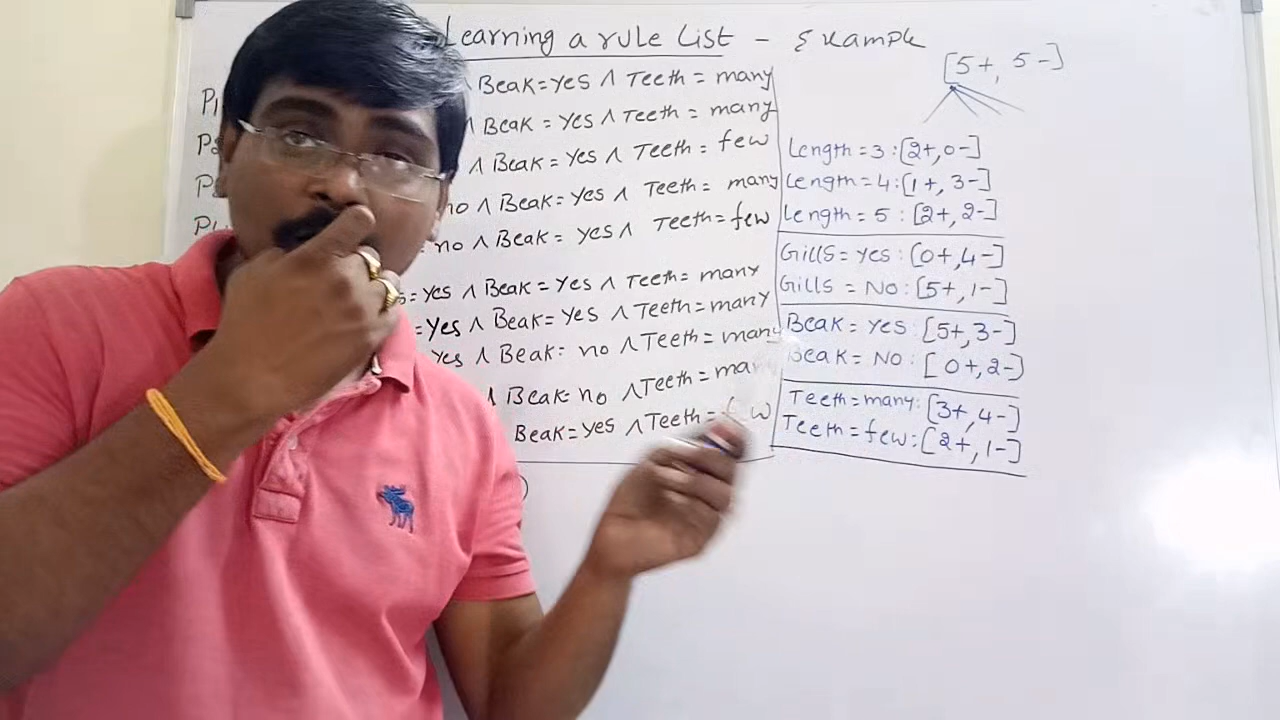 Learning a rule List - Example
[5+, 5-]
P1
∧ Beak=yes ∧ Teeth = many
∧ Beak = yes ∧ Teeth = many
∧ Beak = yes ∧ Teeth = few
no ∧ Beak= yes ∧ Teeth = many
= no ∧ Beak= yes ∧ Teeth=few
=yes ∧ Beak=Yes ∧ Teeth= many
=Yes ∧ Beak=Yes ∧ Teeth=many
Yes ∧ Beak= no ∧ Teeth= many
∧ Beak= no ∧ Teeth=
Beak=yes ∧ Teeth=
Length=3 :[2+,0-]
Length=4:[1+, 3-]
Length = 5 : [2+, 2-]
Gills= yes: [0+,4-]
Gills = No: [5+,1-]
Beak = yes: [5+,3-]
Beak = No: [0+,2-]
Teeth=many: [3+, 4-]
Teeth=few: [2+,1-]